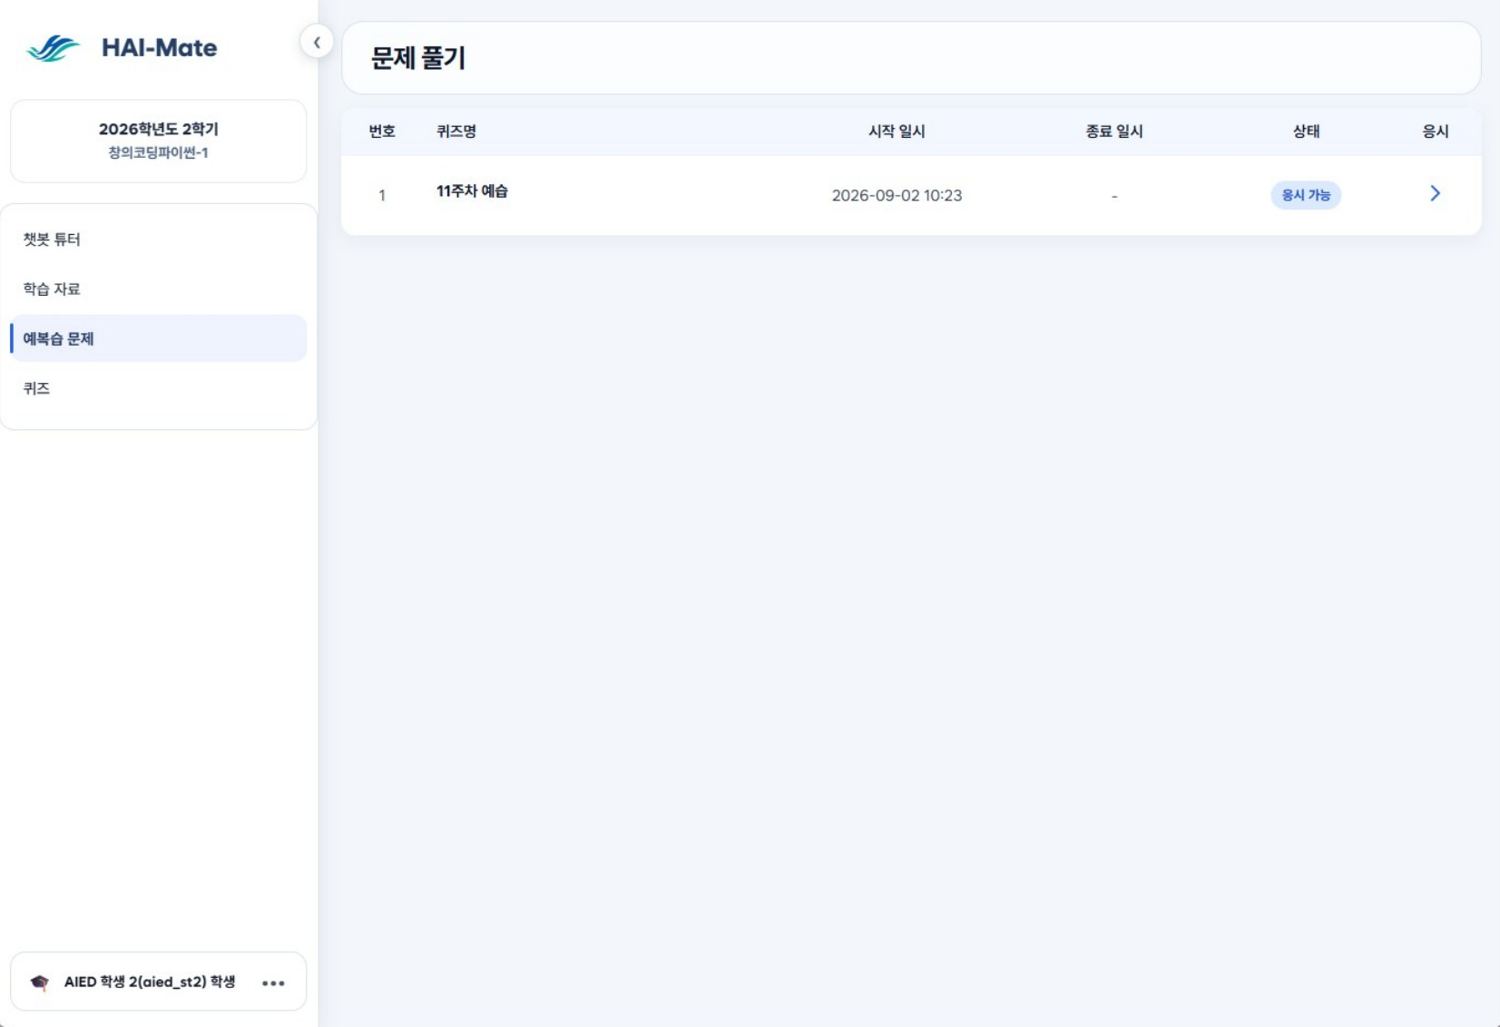 HAI-Mate
2026학년도 2학기
창의코딩파이썬-1
챗봇 튜터
학습 자료
예복습 문제
퀴즈
AIED 학생 2(aied_st2) 학생
문제 풀기
번호 퀴즈명 시작 일시 종료 일시 상태 응시
1 11주차 예습 2026-09-02 10:23 - 응시 가능